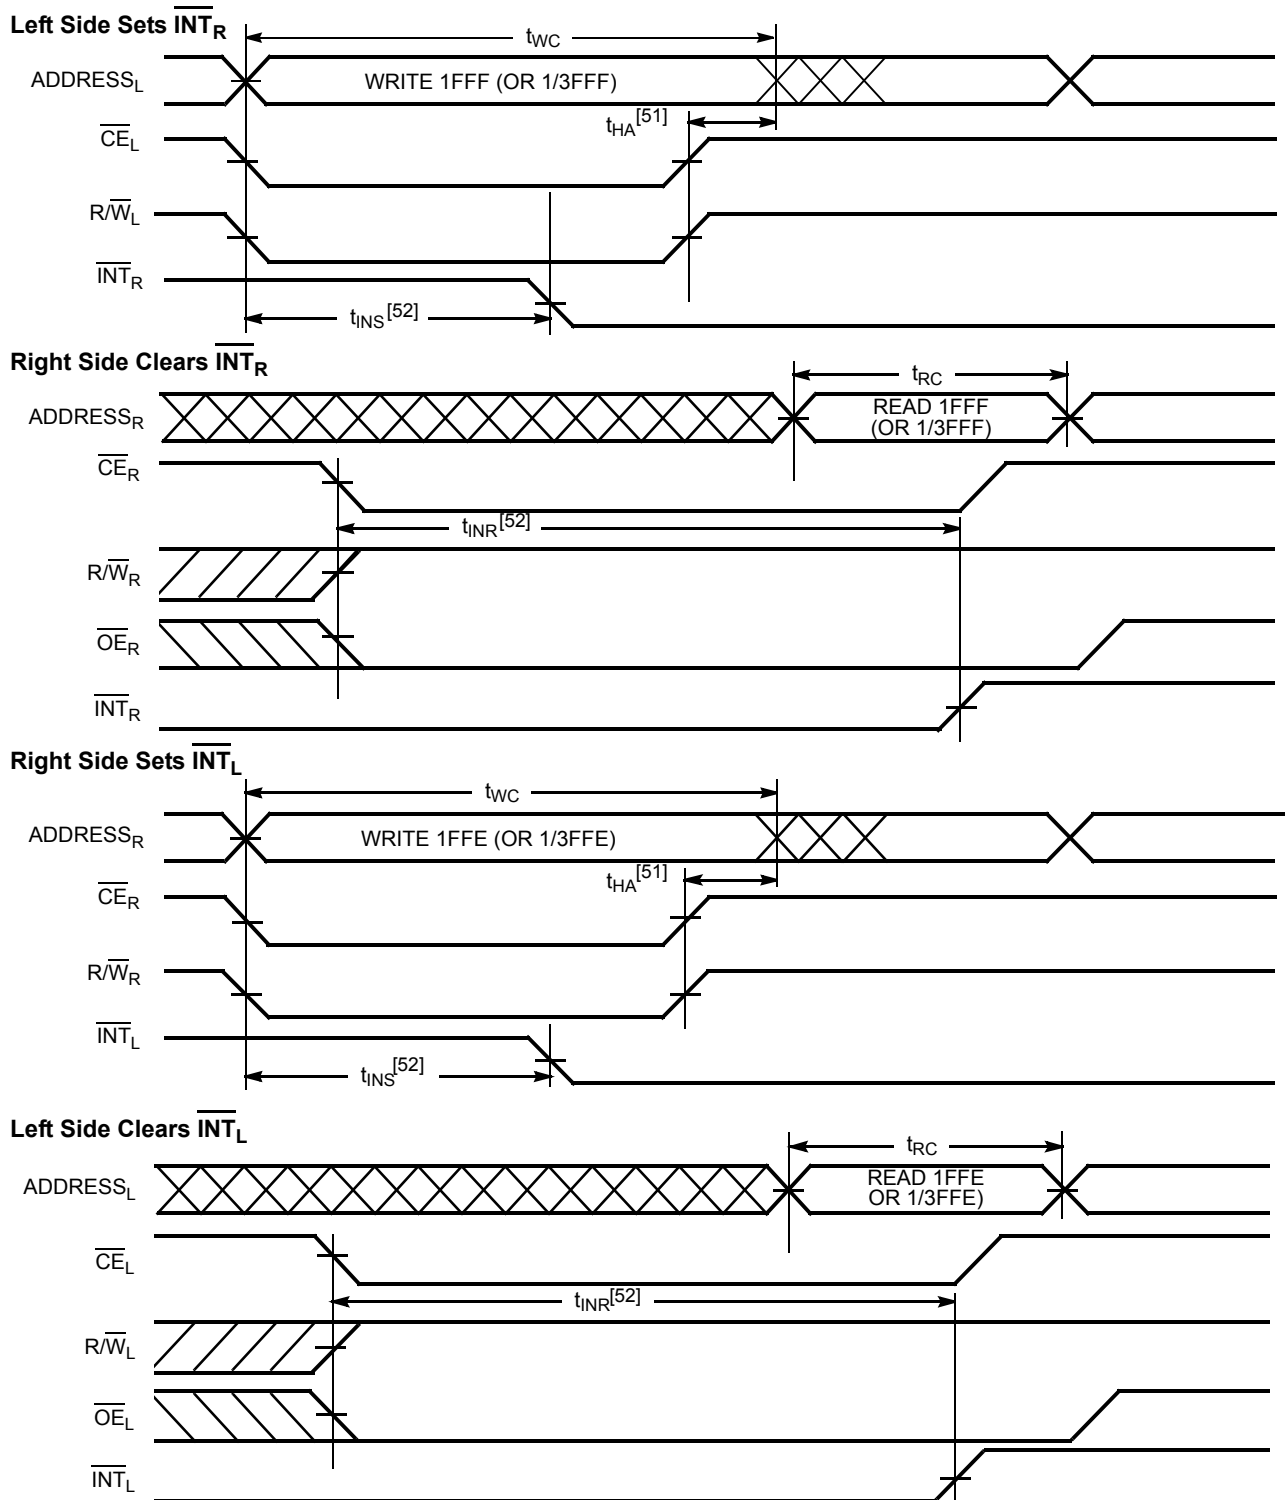 Left Side Sets INT_R
t_WC
ADDRESS_L
WRITE 1FFF (OR 1/3FFF)
t_HA[51]
CE_L
R/W_L
INT_R
t_INS[52]
Right Side Clears INT_R
t_RC
ADDRESS_R
READ 1FFF
(OR 1/3FFF)
CE_R
t_INR[52]
R/W_R
OE_R
INT_R
Right Side Sets INT_L
t_WC
ADDRESS_R
WRITE 1FFE (OR 1/3FFE)
t_HA[51]
CE_R
R/W_R
INT_L
t_INS[52]
Left Side Clears INT_L
t_RC
ADDRESS_L
READ 1FFE
OR 1/3FFE)
CE_L
t_INR[52]
R/W_L
OE_L
INT_L